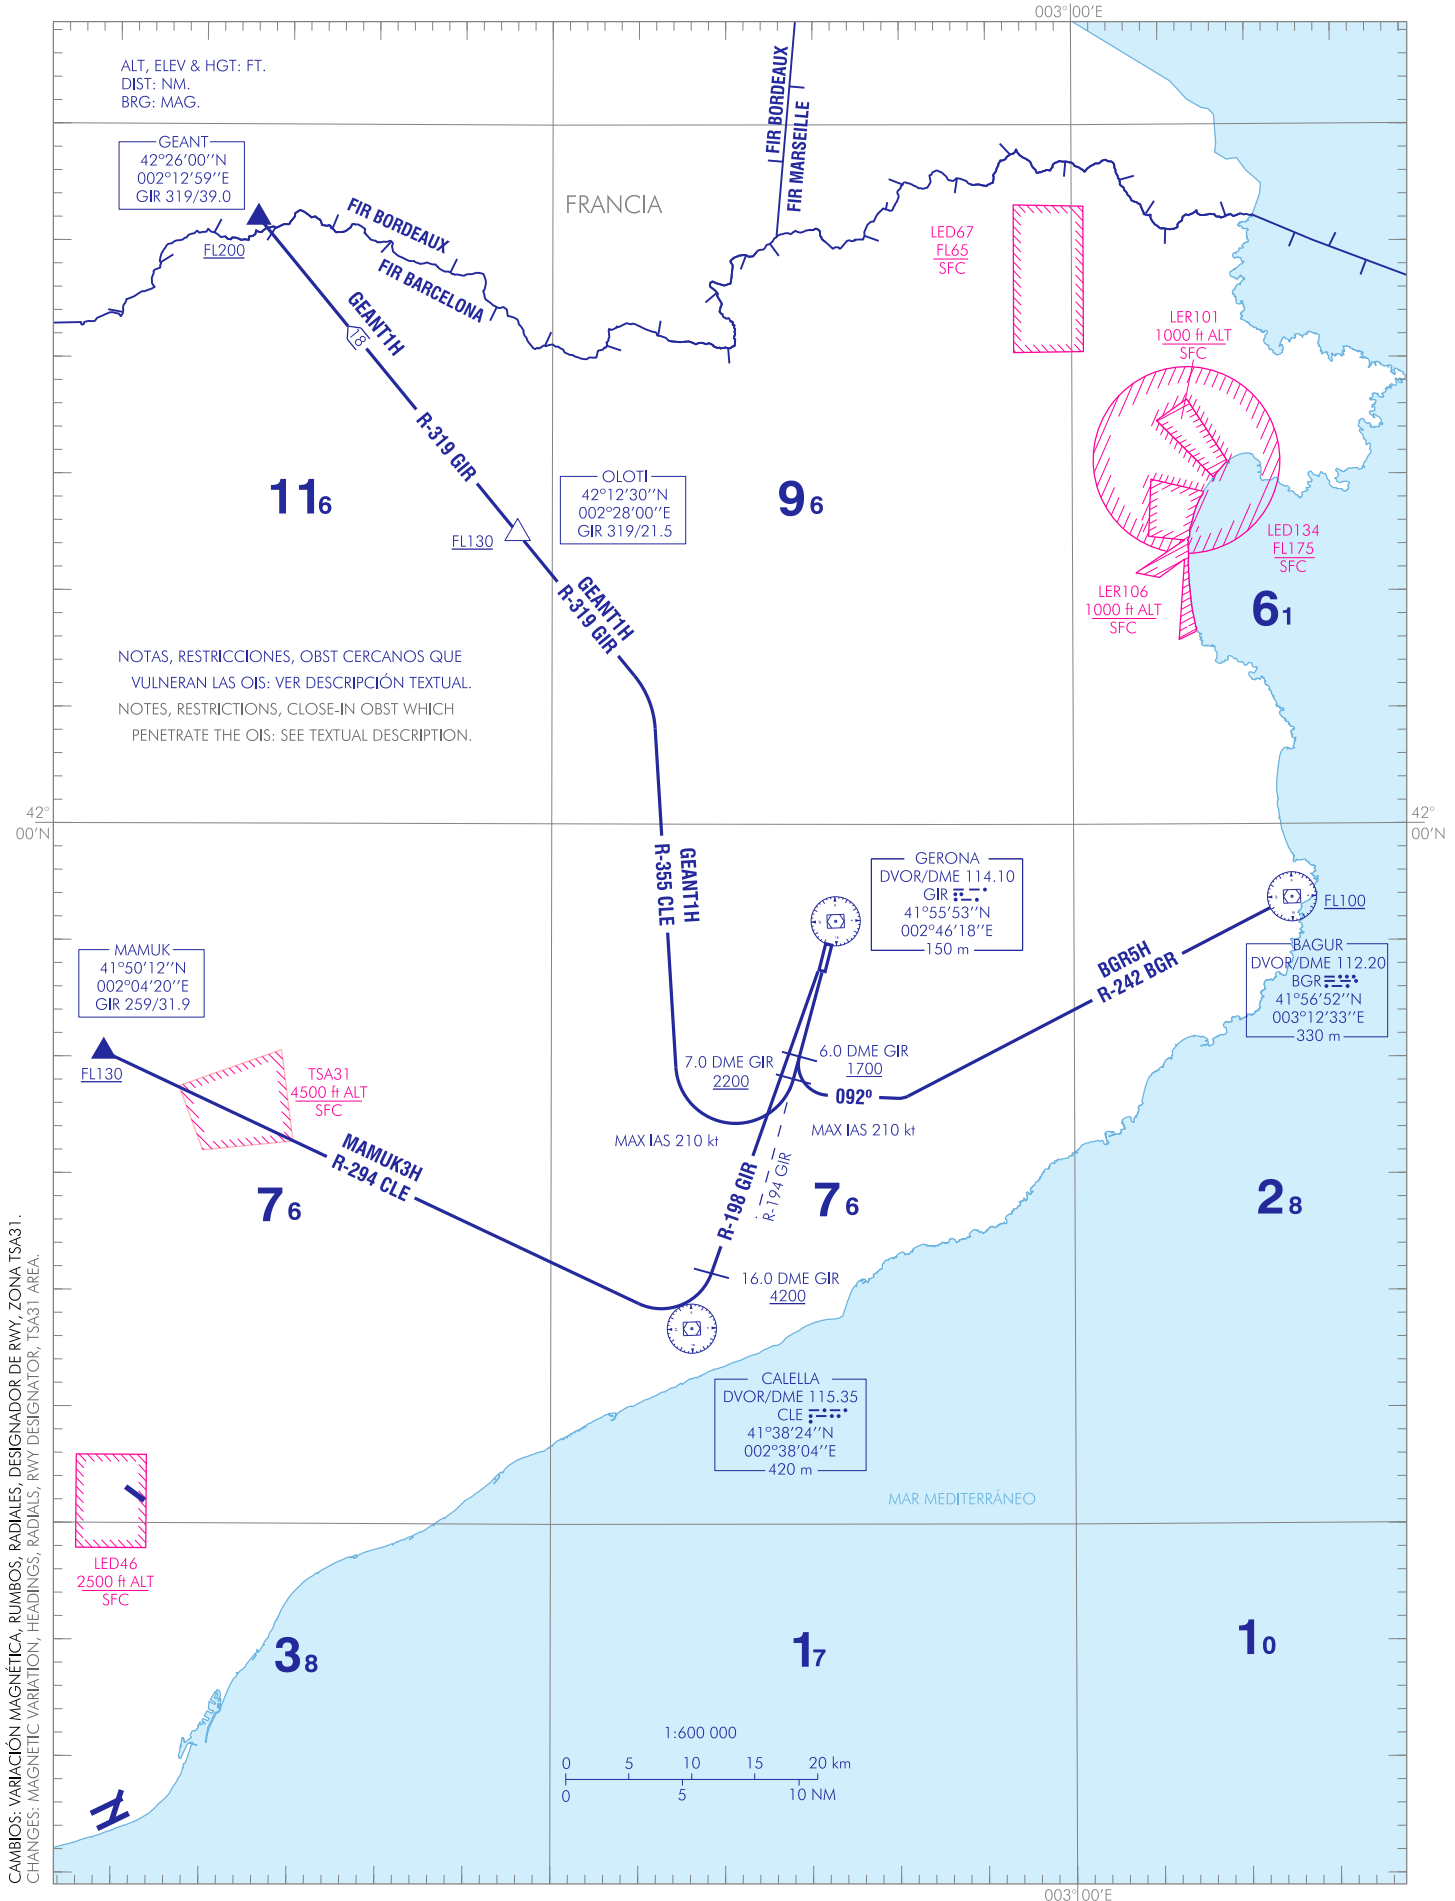 003°00'E
ALT, ELEV & HGT: FT.
DIST: NM.
BRG: MAG.
GEANT
42°26'00''N
002°12'59''E
GIR 319/39.0
FL200
FIR BORDEAUX
FIR MARSEILLE
FRANCIA
FIR BORDEAUX
FIR BARCELONA
LED67
FL65
SFC
GEANT1H
18
R-319 GIR
LER101
1000 ft ALT
SFC
11 6
9 6
OLOTI
42°12'30''N
002°28'00''E
GIR 319/21.5
FL130
LED134
FL175
SFC
GEANT1H
R-319 GIR
LER106
1000 ft ALT
SFC
6 1
NOTAS, RESTRICCIONES, OBST CERCANOS QUE
VULNERAN LAS OIS: VER DESCRIPCIÓN TEXTUAL.
NOTES, RESTRICTIONS, CLOSE-IN OBST WHICH
PENETRATE THE OIS: SEE TEXTUAL DESCRIPTION.
42°
00'N
42°
00'N
GEANT1H
R-355 CLE
GERONA
DVOR/DME 114.10
GIR
41°55'53''N
002°46'18''E
150 m
FL100
BAGUR
DVOR/DME 112.20
BGR
41°56'52''N
003°12'33''E
330 m
BGR5H
R-242 BGR
MAMUK
41°50'12''N
002°04'20''E
GIR 259/31.9
FL130
TSA31
4500 ft ALT
SFC
7.0 DME GIR
2200
6.0 DME GIR
1700
092º
MAX IAS 210 kt
MAX IAS 210 kt
MAMUK3H
R-294 CLE
R-198 GIR
R-194 GIR
7 6
7 6
2 8
16.0 DME GIR
4200
CALELLA
DVOR/DME 115.35
CLE
41°38'24''N
002°38'04''E
420 m
MAR MEDITERRÁNEO
LED46
2500 ft ALT
SFC
3 8
1 7
1 0
1:600 000
0 5 10 15 20 km
0 5 10 NM
003°00'E
CAMBIOS: VARIACIÓN MAGNÉTICA, RUMBOS, RADIALES, DESIGNADOR DE RWY, ZONA TSA31.
CHANGES: MAGNETIC VARIATION, HEADINGS, RADIALS, RWY DESIGNATOR, TSA31 AREA.